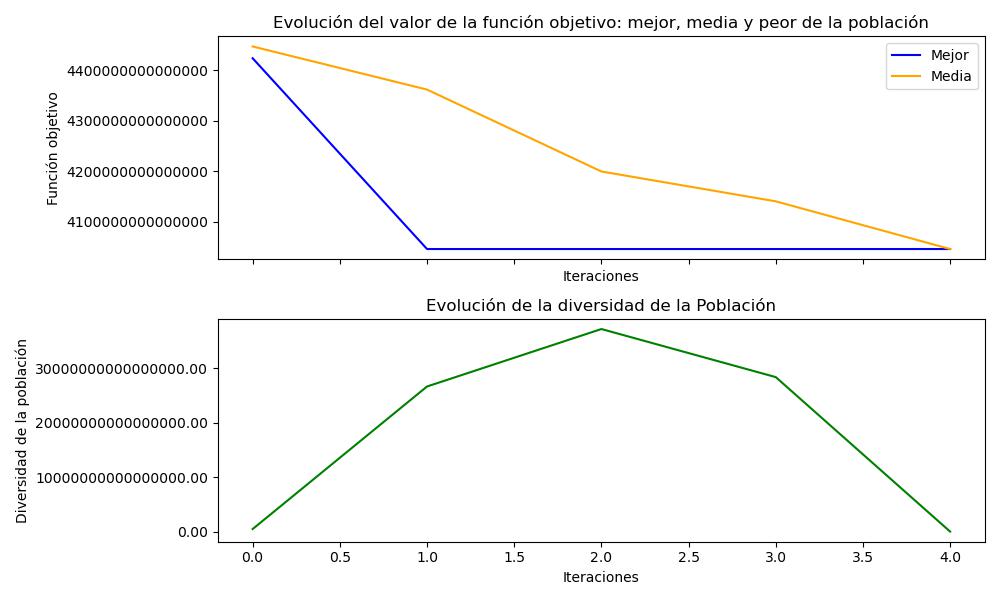 Evolución del valor de la función objetivo: mejor, media y peor de la población
Función objetivo
4400000000000000
4300000000000000
4200000000000000
4100000000000000
Mejor
Media
Iteraciones
Evolución de la diversidad de la Población
Diversidad de la población
30000000000000000.00
20000000000000000.00
10000000000000000.00
0.00
0.0 0.5 1.0 1.5 2.0 2.5 3.0 3.5 4.0
Iteraciones